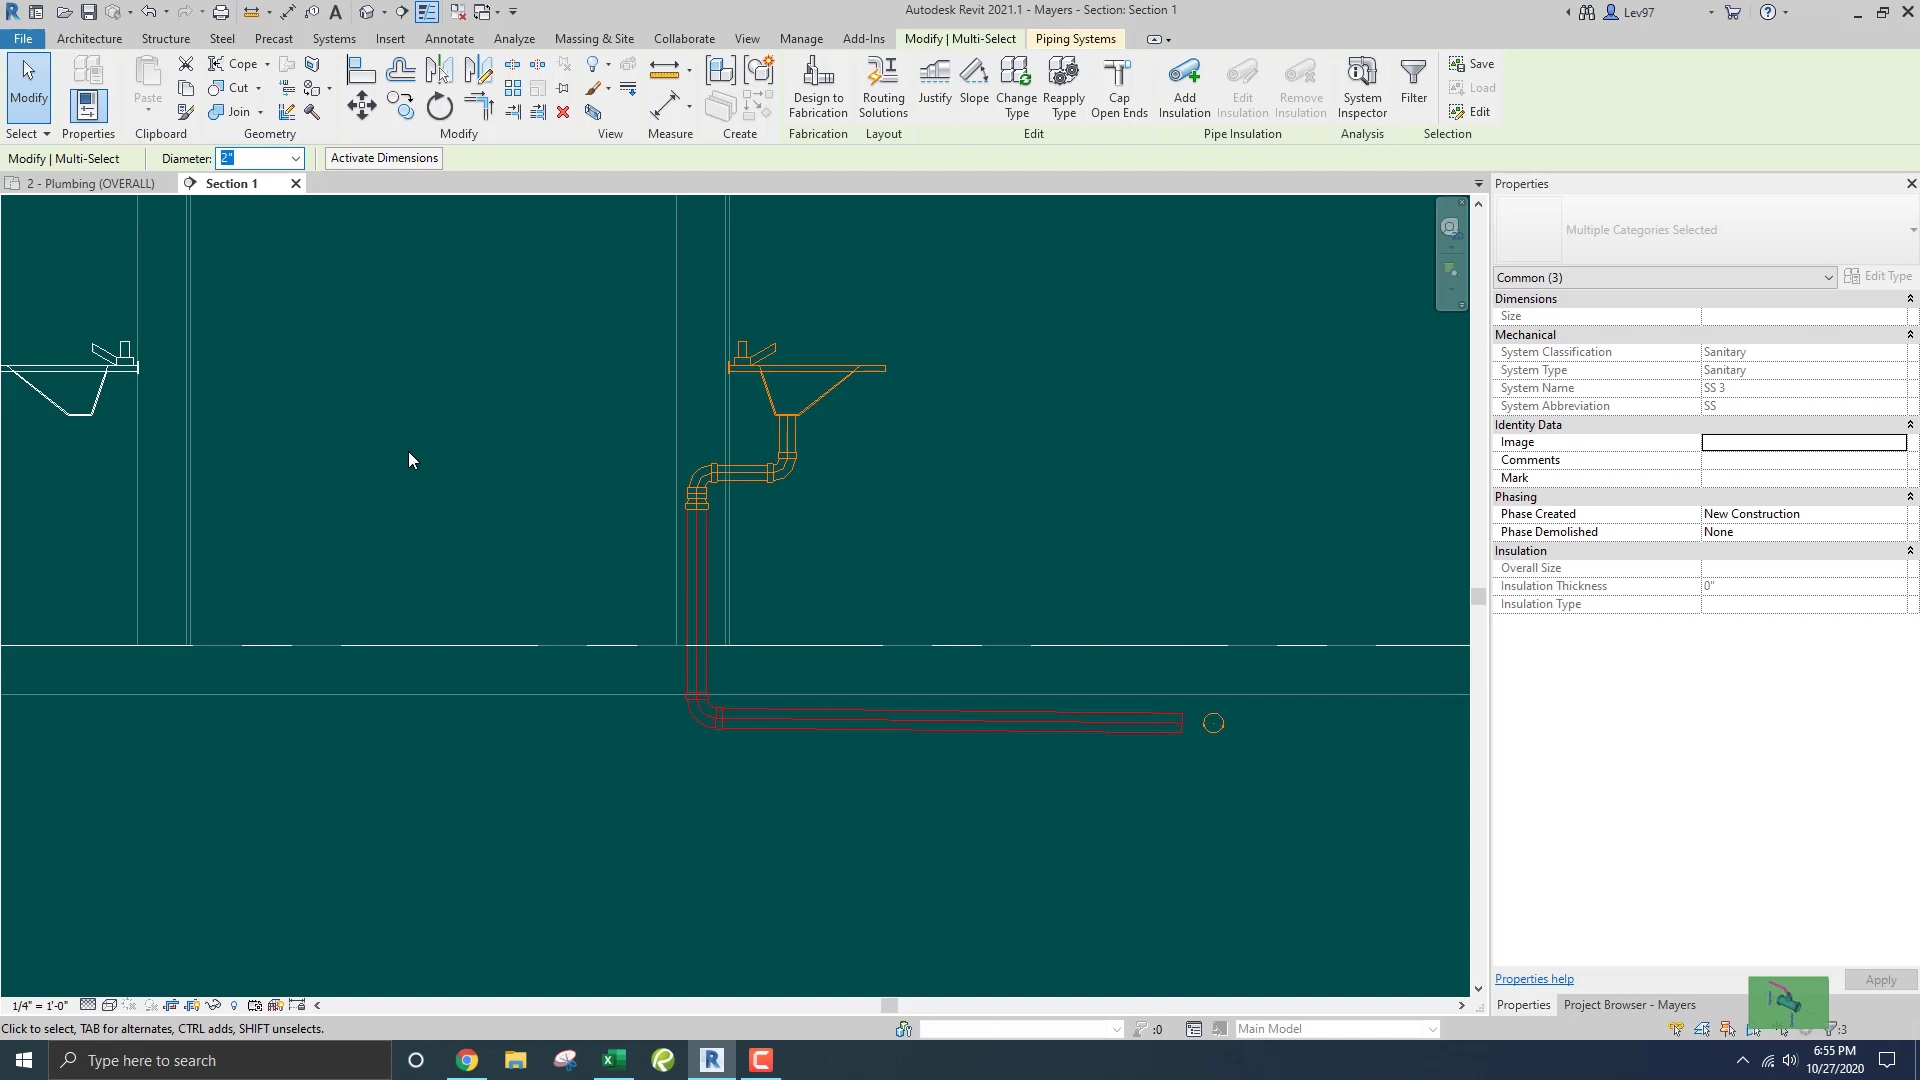 Autodesk Revit 2021.1 - Mayers - Section: Section 1
Lev97
File Architecture Structure Steel Precast Systems Insert Annotate Analyze Massing & Site Collaborate View Manage Add-Ins Modify | Multi-Select Piping Systems
Modify
Paste
Cope
Cut
Join
Design to Fabrication
Routing Solutions
Justify
Slope
Change Type
Reapply Type
Cap Open Ends
Add Insulation
Edit Insulation
Remove Insulation
System Inspector
Filter
Save
Load
Edit
Select Properties Clipboard Geometry Modify View Measure Create Fabrication Layout Edit Pipe Insulation Analysis Selection
Modify | Multi-Select Diameter: 2" Activate Dimensions
2 - Plumbing (OVERALL) Section 1
Properties
Multiple Categories Selected
Common (3) Edit Type
Dimensions
Size
Mechanical
System Classification Sanitary
System Type Sanitary
System Name SS 3
System Abbreviation SS
Identity Data
Image
Comments
Mark
Phasing
Phase Created New Construction
Phase Demolished None
Insulation
Overall Size
Insulation Thickness 0"
Insulation Type
Properties help Apply
Properties Project Browser - Mayers
1/4" = 1'-0"
Click to select, TAB for alternates, CTRL adds, SHIFT unselects.
:0
Main Model
:3
Type here to search
6:55 PM
10/27/2020